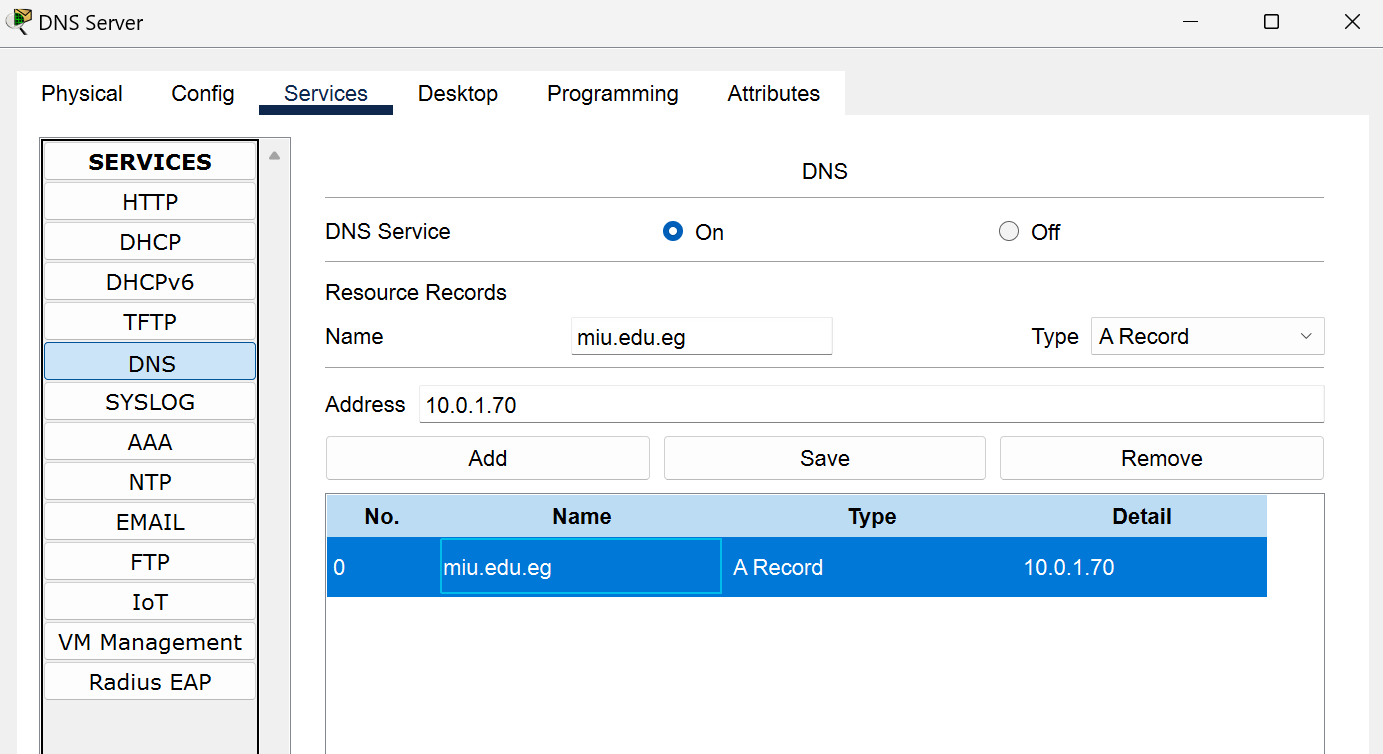 DNS Server
Physical Config Services Desktop Programming Attributes
SERVICES
HTTP
DHCP
DHCPv6
TFTP
DNS
SYSLOG
AAA
NTP
EMAIL
FTP
IoT
VM Management
Radius EAP
DNS
DNS Service On Off
Resource Records
Name miu.edu.eg Type A Record
Address 10.0.1.70
Add Save Remove
No. Name Type Detail
0 miu.edu.eg A Record 10.0.1.70